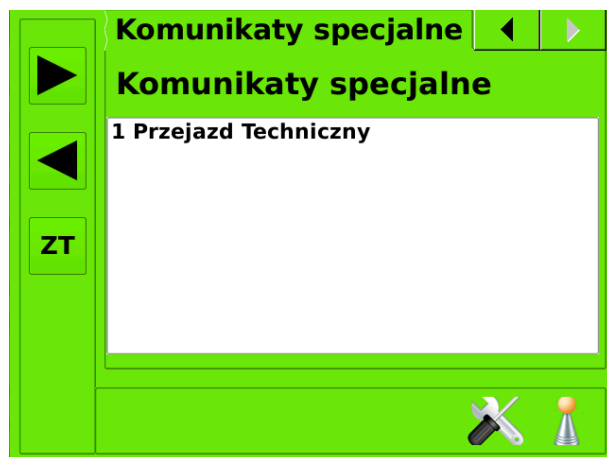 Komunikaty specjalne
Komunikaty specjalne
1 Przejazd Techniczny
ZT